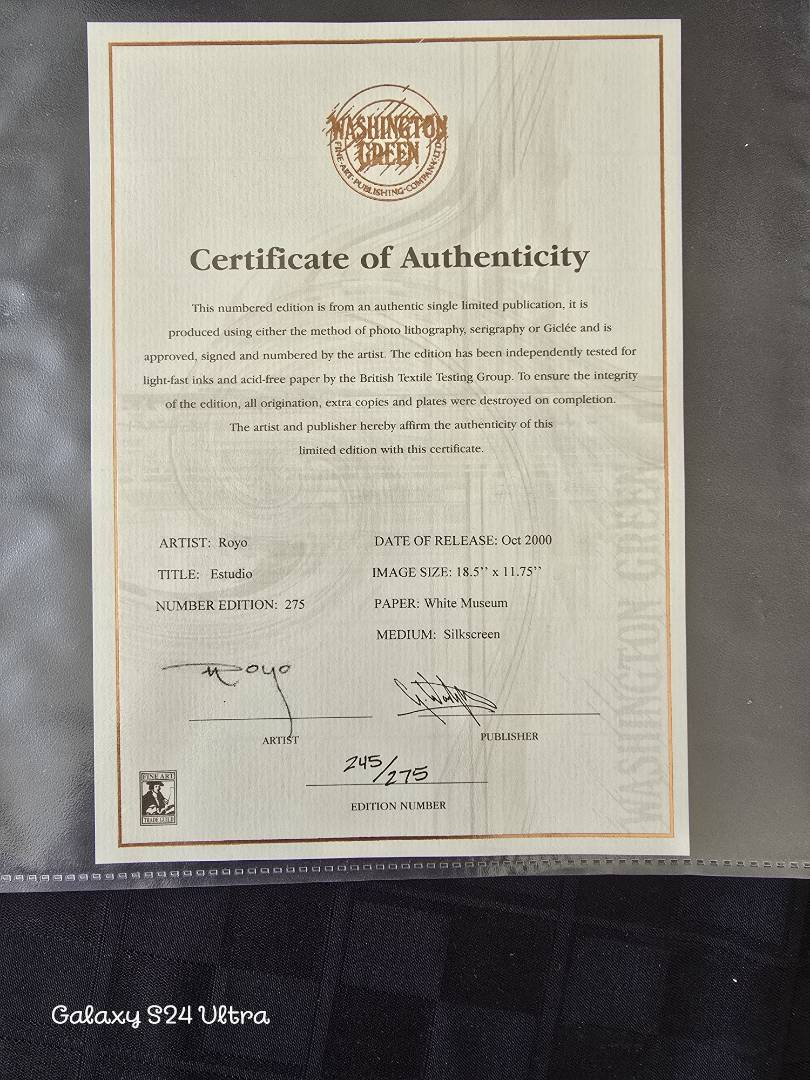 WASHINGTON
GREEN
FINE·ART·PUBLISHING·COMPANY·LTD
Certificate of Authenticity
This numbered edition is from an authentic single limited publication, it is
produced using either the method of photo lithography, serigraphy or Giclée and is
approved, signed and numbered by the artist. The edition has been independently tested for
light-fast inks and acid-free paper by the British Textile Testing Group. To ensure the integrity
of the edition, all origination, extra copies and plates were destroyed on completion.
The artist and publisher hereby affirm the authenticity of this
limited edition with this certificate.
ARTIST: Royo
DATE OF RELEASE: Oct 2000
TITLE: Estudio
IMAGE SIZE: 18.5’’ x 11.75’’
NUMBER EDITION: 275
PAPER: White Museum
MEDIUM: Silkscreen
Royo
ARTIST
PUBLISHER
245/275
EDITION NUMBER
FINE ART
TRADE GUILD
WASHINGTON GREEN
Galaxy S24 Ultra